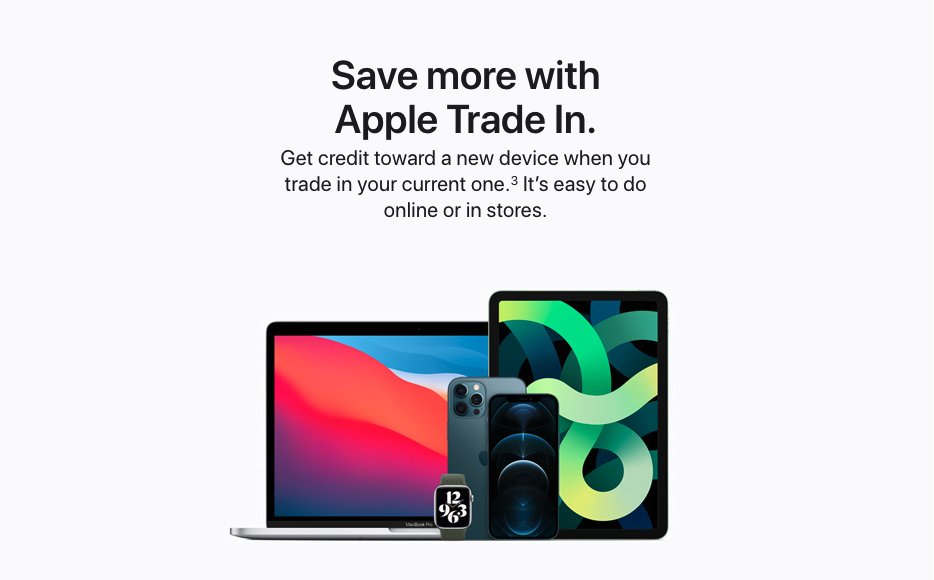 Save more with
Apple Trade In.
Get credit toward a new device when you
trade in your current one.³ It’s easy to do
online or in stores.
12
9 3
6
MacBook Pro